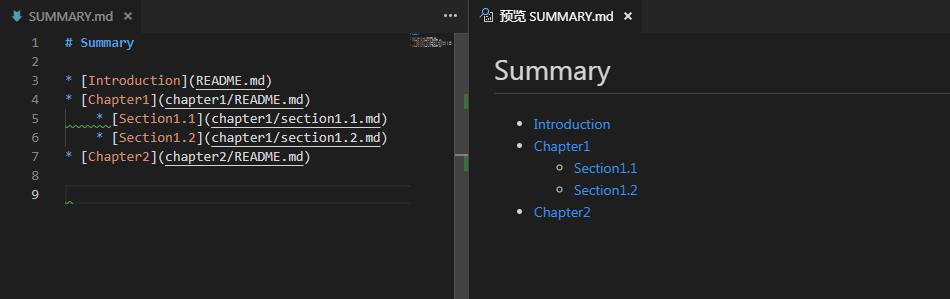 SUMMARY.md
1 # Summary
2
3 * [Introduction](README.md)
4 * [Chapter1](chapter1/README.md)
5     * [Section1.1](chapter1/section1.1.md)
6     * [Section1.2](chapter1/section1.2.md)
7 * [Chapter2](chapter2/README.md)
8
9
预览 SUMMARY.md
Summary
Introduction
Chapter1
Section1.1
Section1.2
Chapter2